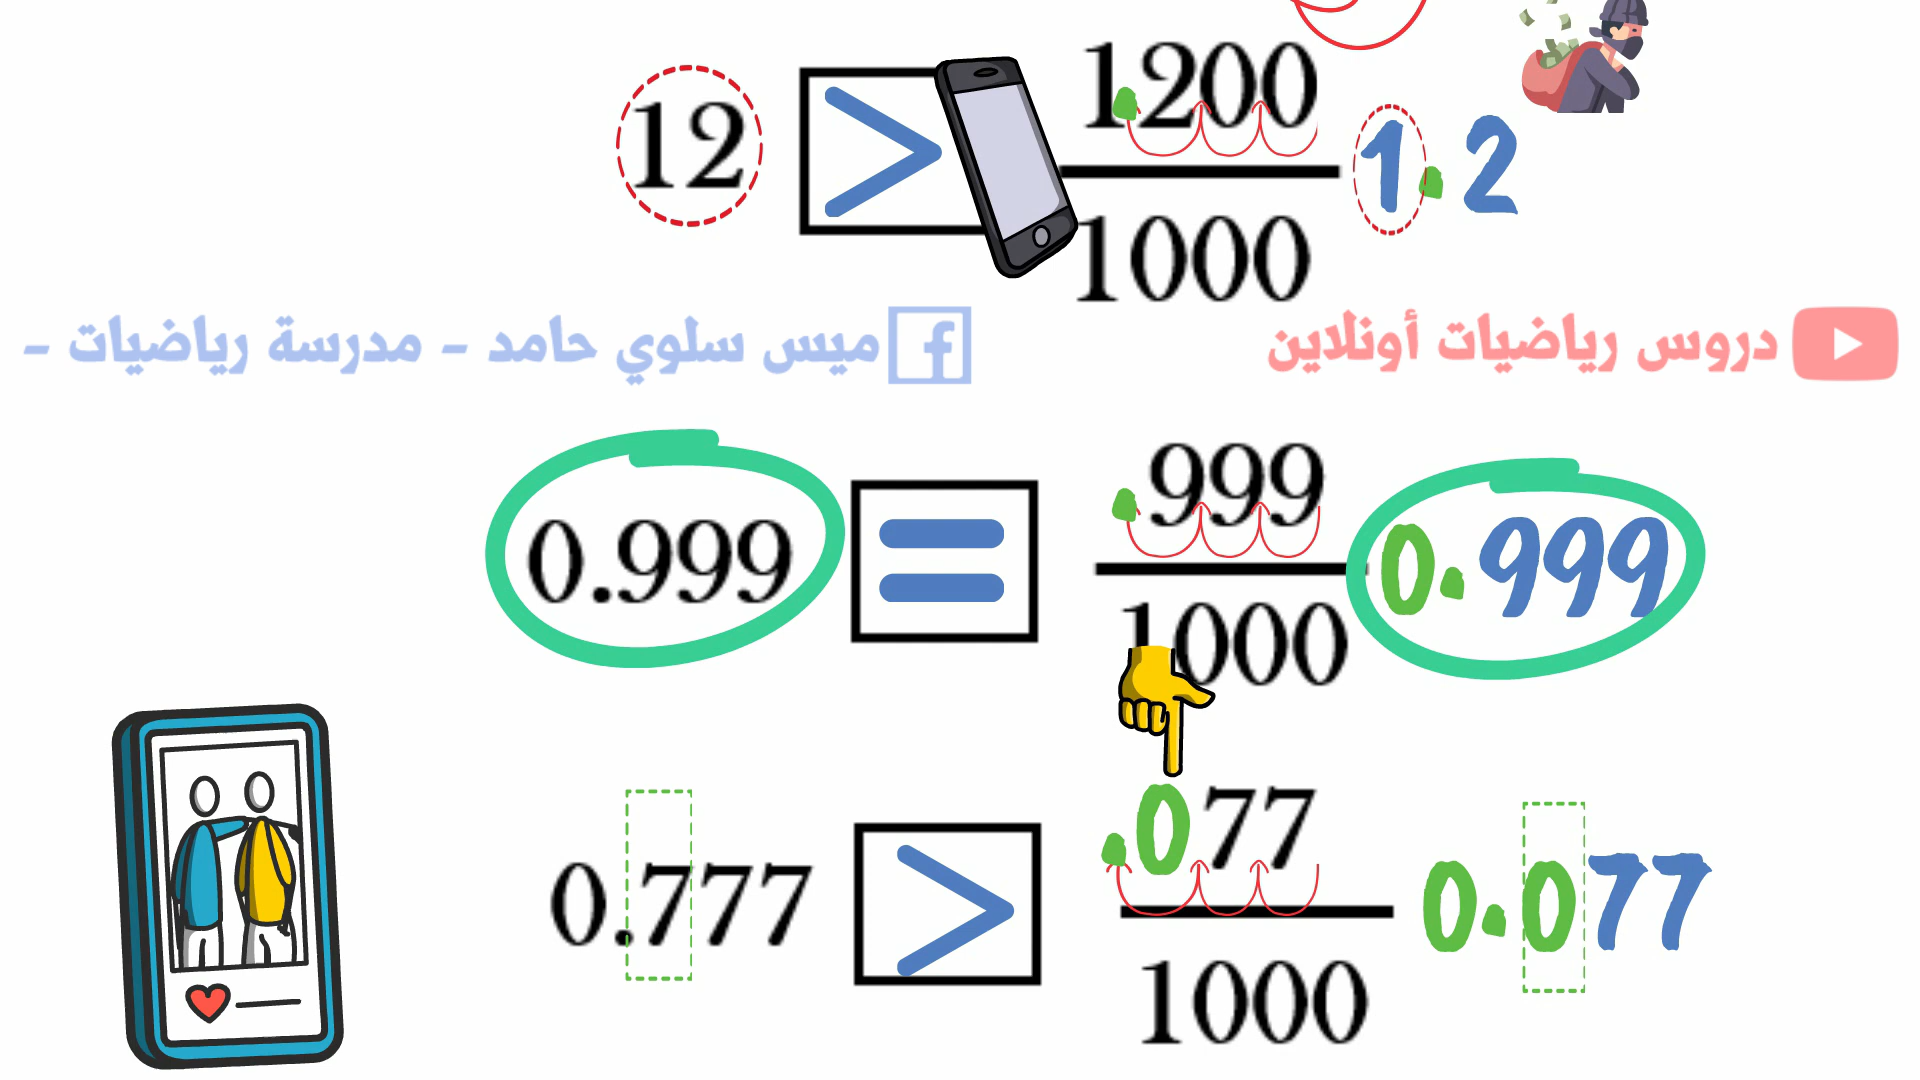 12 > 1200/1000 1.2
ميس سلوي حامد - مدرسة رياضيات -
دروس رياضيات أونلاين
0.999 = .999/1000 0.999
0.777 > .077/1000 0.077